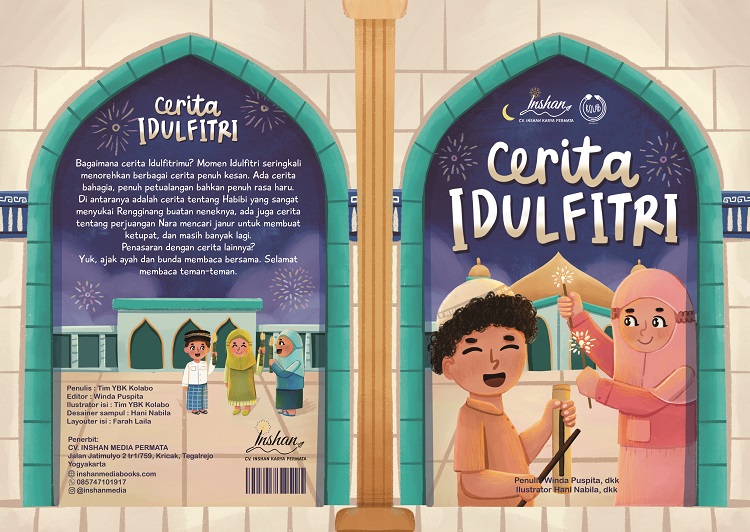 Cerita
IDULFITRI
Bagaimana cerita Idulfitrimu? Momen Idulfitri seringkali
menorehkan berbagai cerita penuh kesan. Ada cerita
bahagia, penuh petualangan bahkan penuh rasa haru.
Di antaranya adalah cerita tentang Habibi yang sangat
menyukai Rengginang buatan neneknya, ada juga cerita
tentang perjuangan Nara mencari janur untuk membuat
ketupat, dan masih banyak lagi.
Penasaran dengan cerita lainnya?
Yuk, ajak ayah dan bunda membaca bersama. Selamat
membaca teman-teman.
Penulis : Tim YBK Kolabo
Editor : Winda Puspita
Ilustrator isi : Tim YBK Kolabo
Desainer sampul : Hani Nabila
Layouter isi : Farah Laila
Penerbit:
CV. INSHAN MEDIA PERMATA
Jalan Jatimulyo 2 tr1/759, Kricak, Tegalrejo
Yogyakarta
inshanmediabooks.com
085747101917
@inshanmedia
Inshan
CV. INSHAN KARYA PERMATA
Inshan
CV. INSHAN KARYA PERMATA
Cerita
IDULFITRI
Penulis Winda Puspita, dkk
Ilustrator Hani Nabila, dkk